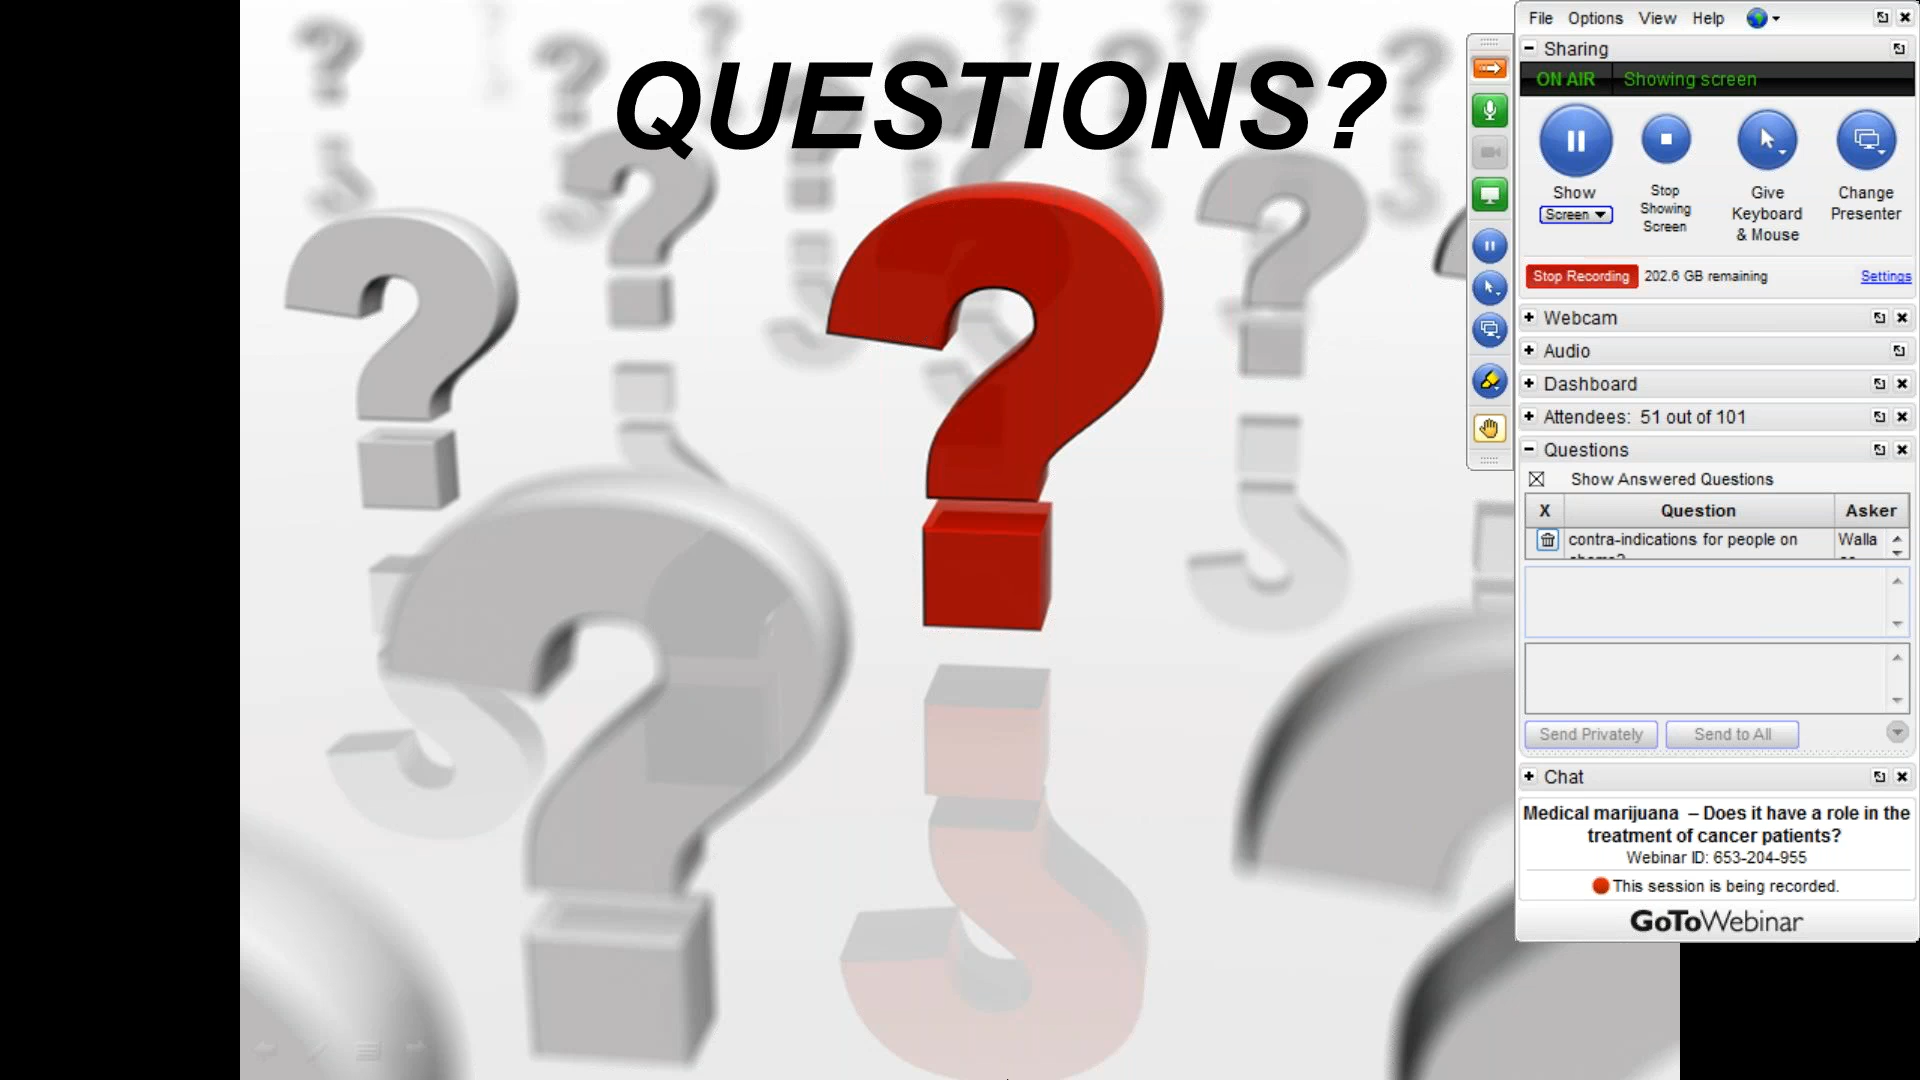 QUESTIONS?
File Options View Help
Sharing
ON AIR Showing screen
Show
Screen
Stop
Showing
Screen
Give
Keyboard
& Mouse
Change
Presenter
Stop Recording 202.6 GB remaining Settings
Webcam
Audio
Dashboard
Attendees: 51 out of 101
Questions
Show Answered Questions
X Question Asker
contra-indications for people on Walla
Send Privately Send to All
Chat
Medical marijuana – Does it have a role in the
treatment of cancer patients?
Webinar ID: 653-204-955
This session is being recorded.
GoToWebinar